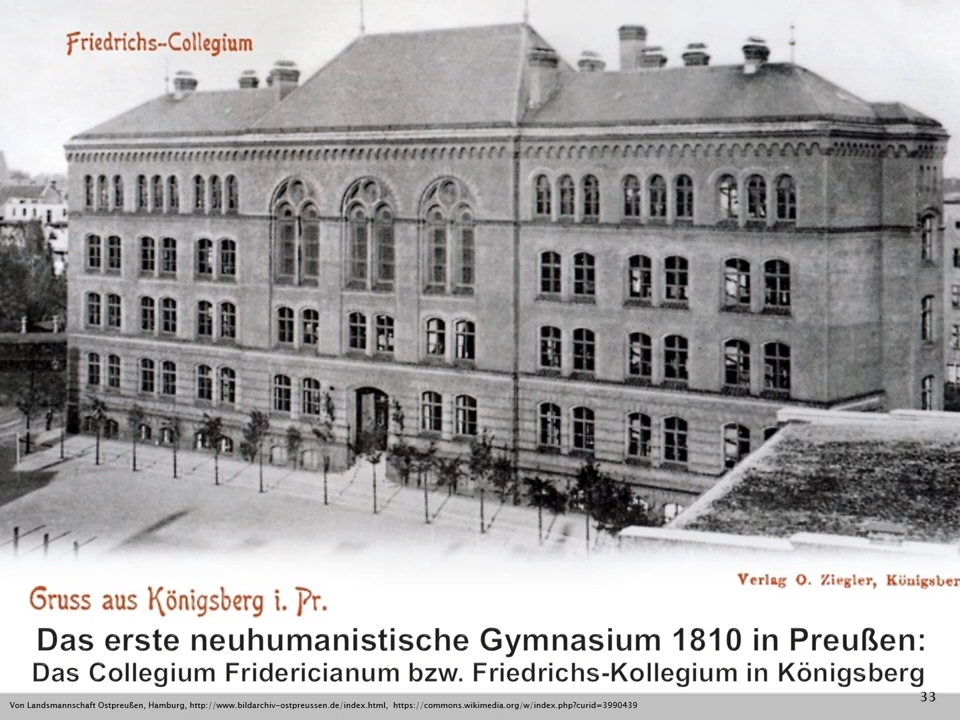 Friedrichs-Collegium
Verlag O. Ziegler, Königsber
Gruss aus Königsberg i. Pr.
Das erste neuhumanistische Gymnasium 1810 in Preußen:
Das Collegium Fridericianum bzw. Friedrichs-Kollegium in Königsberg
33
Von Landsmannschaft Ostpreußen, Hamburg, http://www.bildarchiv-ostpreussen.de/index.html, https://commons.wikimedia.org/w/index.php?curid=3990439